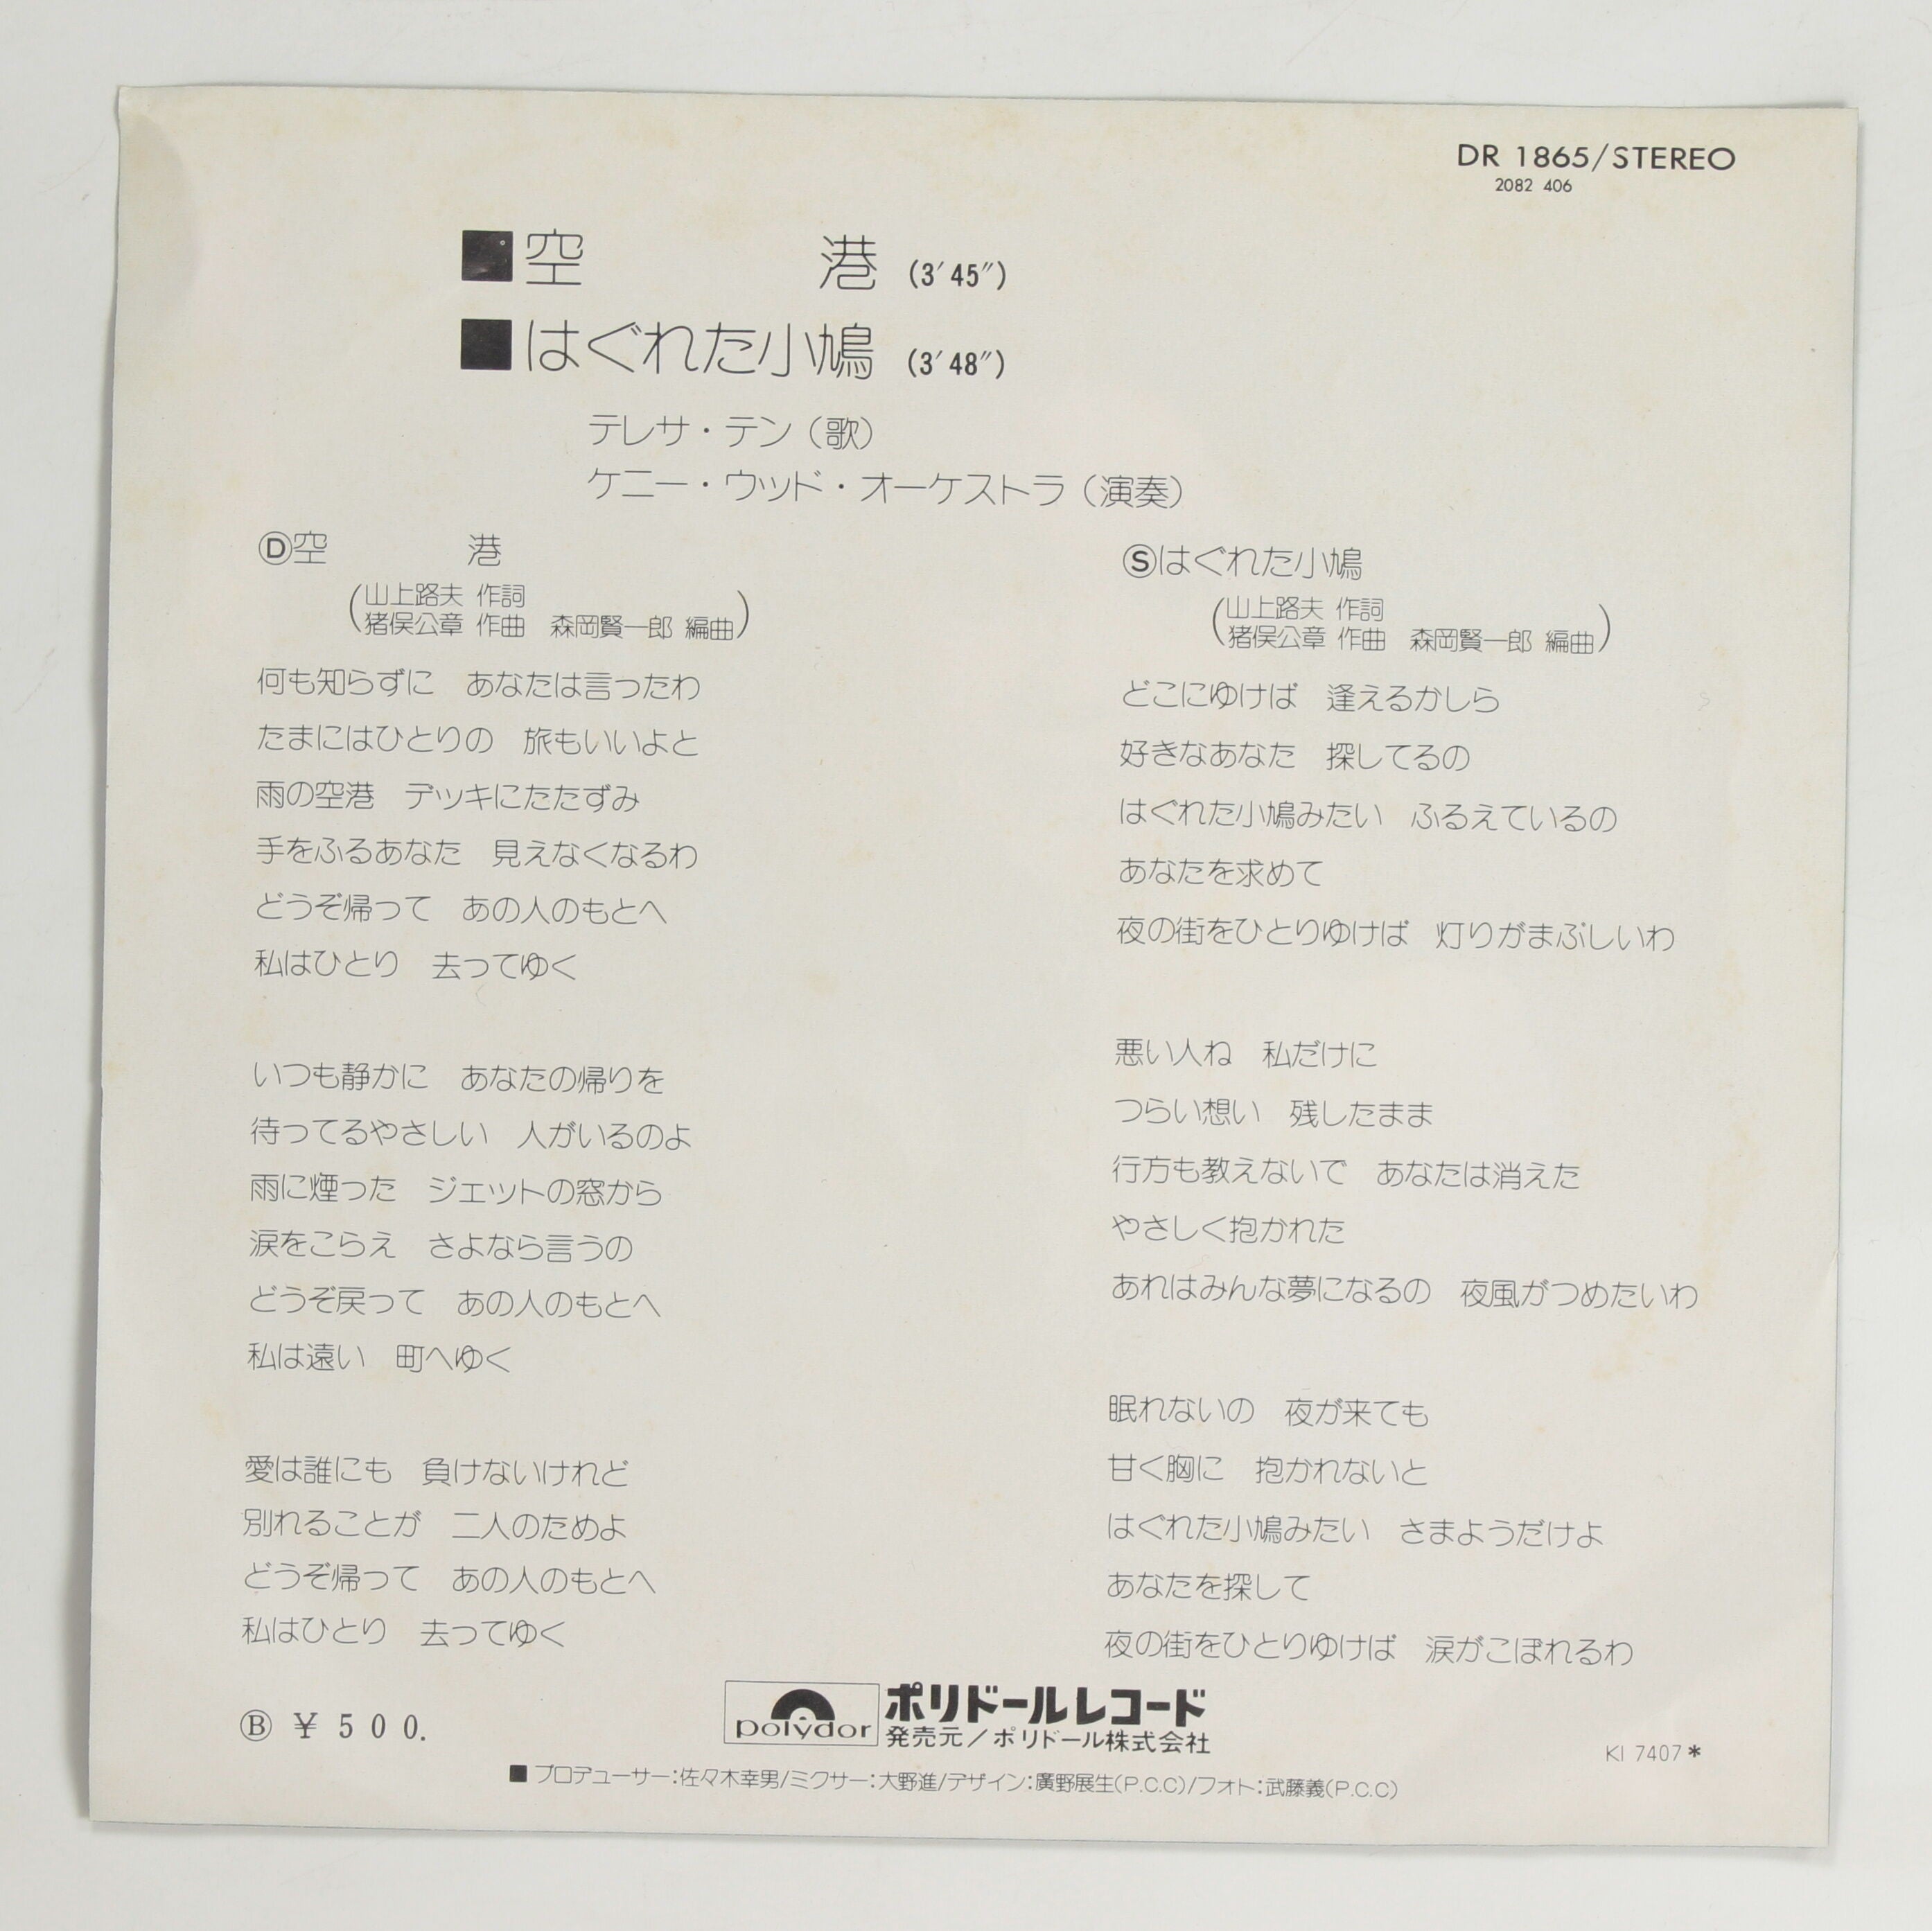 DR 1865/STEREO
2082 406
■空 港 (3′45″)
■はぐれた小鳩 (3′48″)
テレサ・テン（歌）
ケニー・ウッド・オーケストラ（演奏）
Ⓓ空 港
山上路夫 作詞
猪俣公章 作曲 森岡賢一郎 編曲
何も知らずに あなたは言ったわ
たまにはひとりの 旅もいいよと
雨の空港 デッキにたたずみ
手をふるあなた 見えなくなるわ
どうぞ帰って あの人のもとへ
私はひとり 去ってゆく
いつも静かに あなたの帰りを
待ってるやさしい 人がいるのよ
雨に煙った ジェットの窓から
涙をこらえ さよなら言うの
どうぞ戻って あの人のもとへ
私は遠い 町へゆく
愛は誰にも 負けないけれど
別れることが 二人のためよ
どうぞ帰って あの人のもとへ
私はひとり 去ってゆく
Ⓢはぐれた小鳩
山上路夫 作詞
猪俣公章 作曲 森岡賢一郎 編曲
どこにゆけば 逢えるかしら
好きなあなた 探してるの
はぐれた小鳩みたい ふるえているの
あなたを求めて
夜の街をひとりゆけば 灯りがまぶしいわ
悪い人ね 私だけに
つらい想い 残したまま
行方も教えないで あなたは消えた
やさしく抱かれた
あれはみんな夢になるの 夜風がつめたいわ
眠れないの 夜が来ても
甘く胸に 抱かれないと
はぐれた小鳩みたい さまようだけよ
あなたを探して
夜の街をひとりゆけば 涙がこぼれるわ
Ⓑ ￥500.
polydor
ポリドールレコード
発売元／ポリドール株式会社
KI 7407*
■プロデューサー:佐々木幸男/ミクサー:大野進/デザイン:廣野展生(P.C.C)/フォト:武藤義(P.C.C)